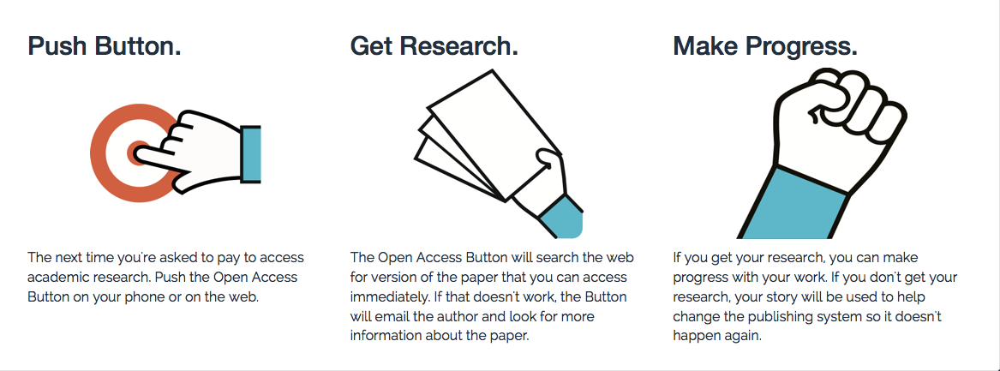 Push Button.
The next time you're asked to pay to access
academic research. Push the Open Access
Button on your phone or on the web.
Get Research.
The Open Access Button will search the web
for version of the paper that you can access
immediately. If that doesn't work, the Button
will email the author and look for more
information about the paper.
Make Progress.
If you get your research, you can make
progress with your work. If you don't get your
research, your story will be used to help
change the publishing system so it doesn't
happen again.